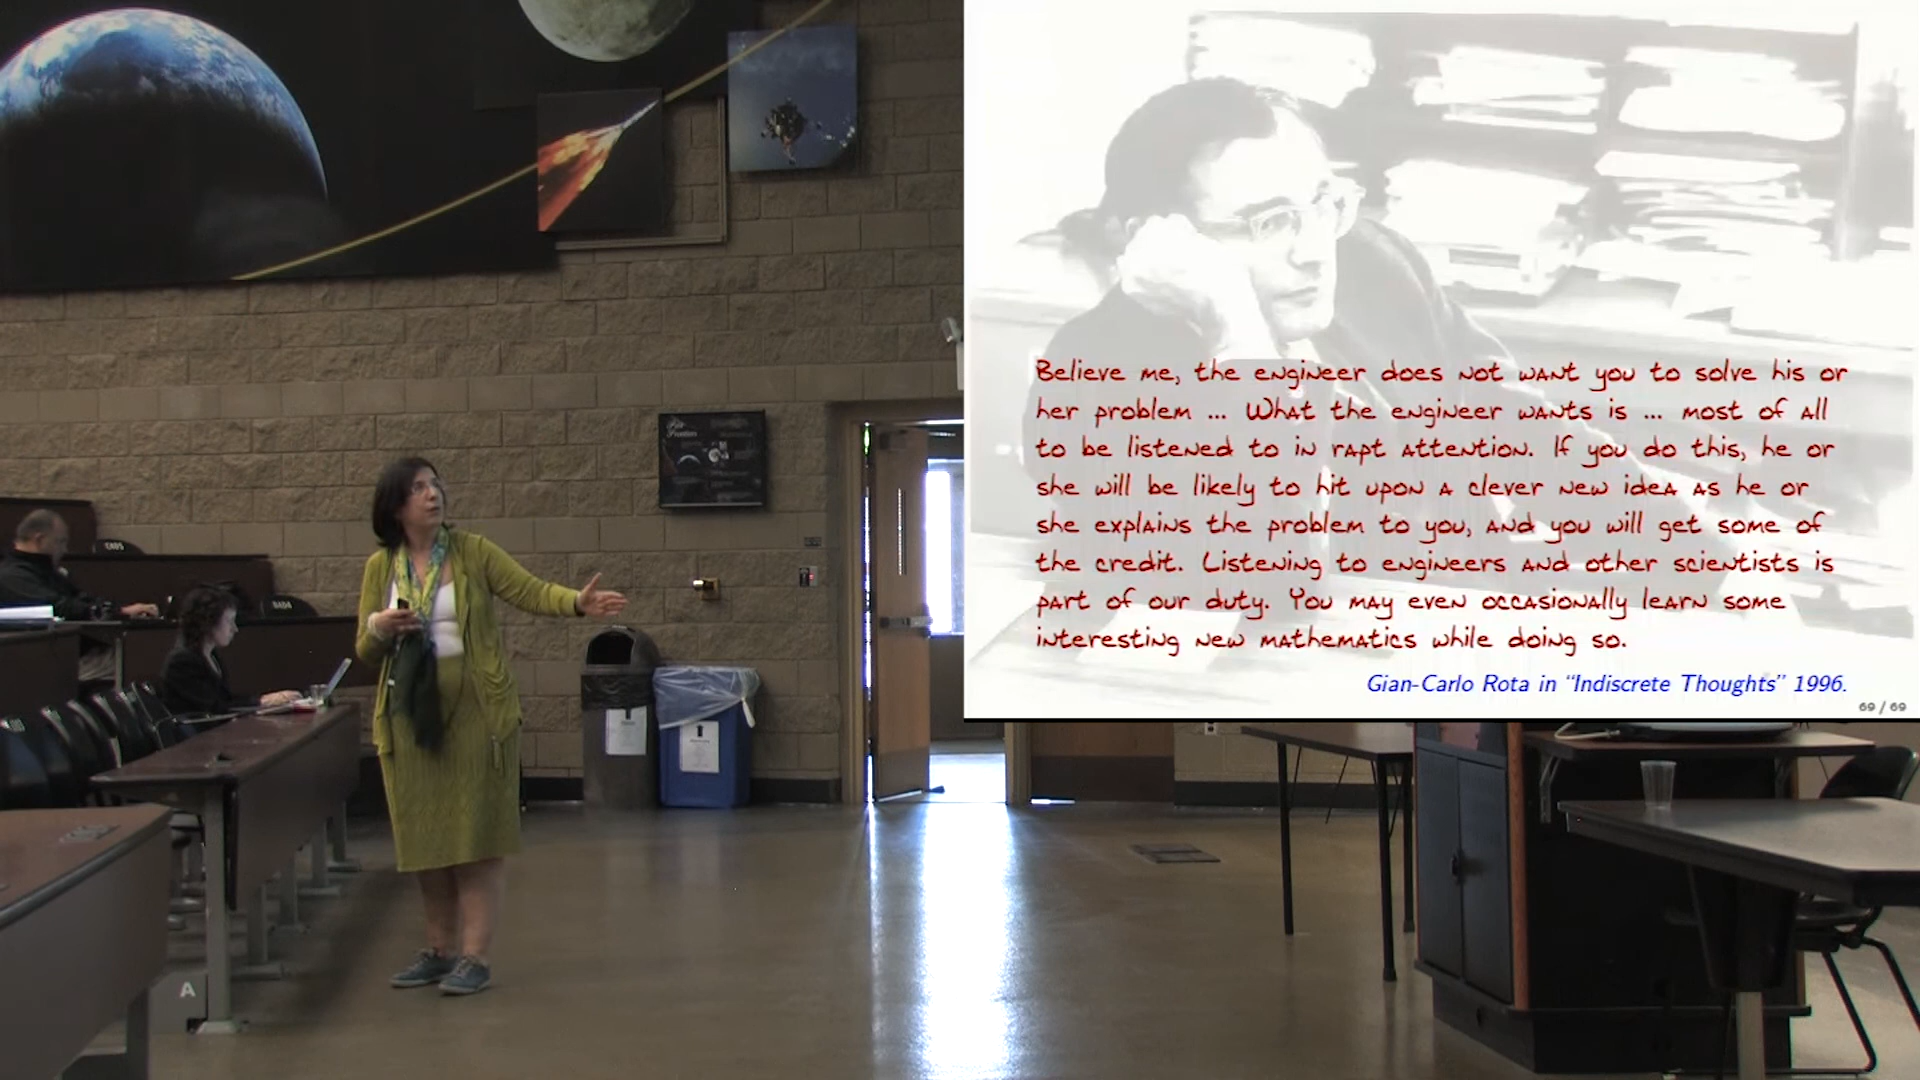 Believe me, the engineer does not want you to solve his or
her problem ... What the engineer wants is ... most of all
to be listened to in rapt attention. If you do this, he or
she will be likely to hit upon a clever new idea as he or
she explains the problem to you, and you will get some of
the credit. Listening to engineers and other scientists is
part of our duty. You may even occasionally learn some
interesting new mathematics while doing so.
Gian-Carlo Rota in “Indiscrete Thoughts” 1996.
69 / 69
A